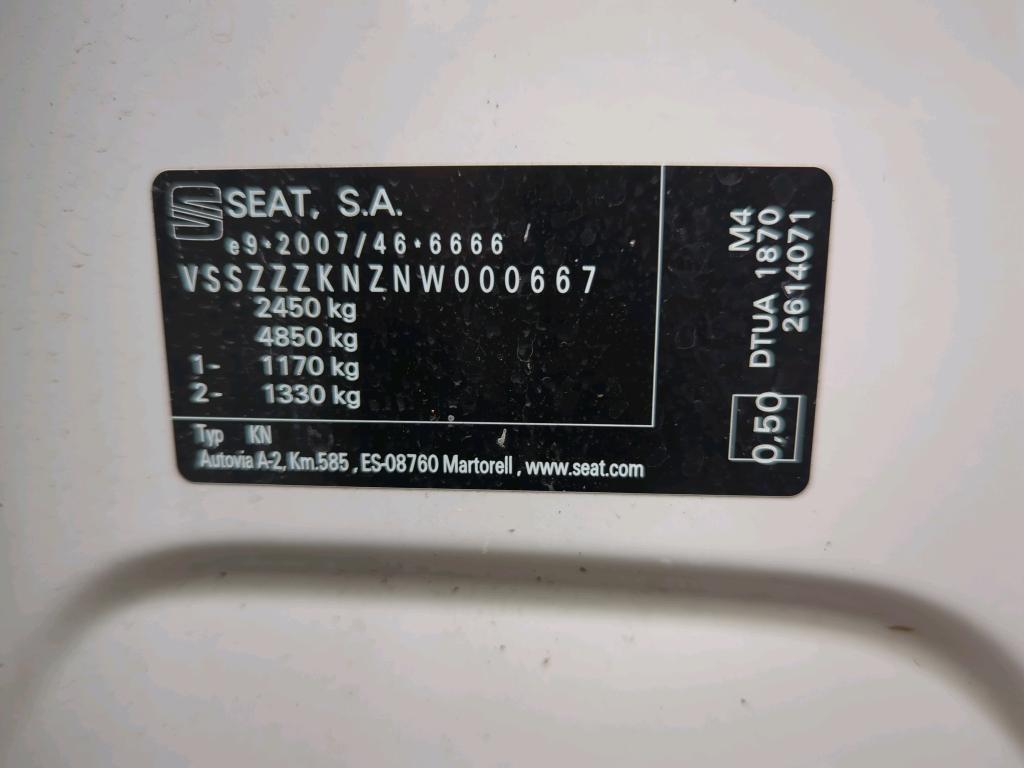 SEAT, S.A.
e9*2007/46*6666
VSSZZZKNZNW000667
2450 kg
4850 kg
1- 1170 kg
2- 1330 kg
Typ KN
Autovia A-2, Km.585 , ES-08760 Martorell , www.seat.com
M4
DTUA 1870
2614071
0,50